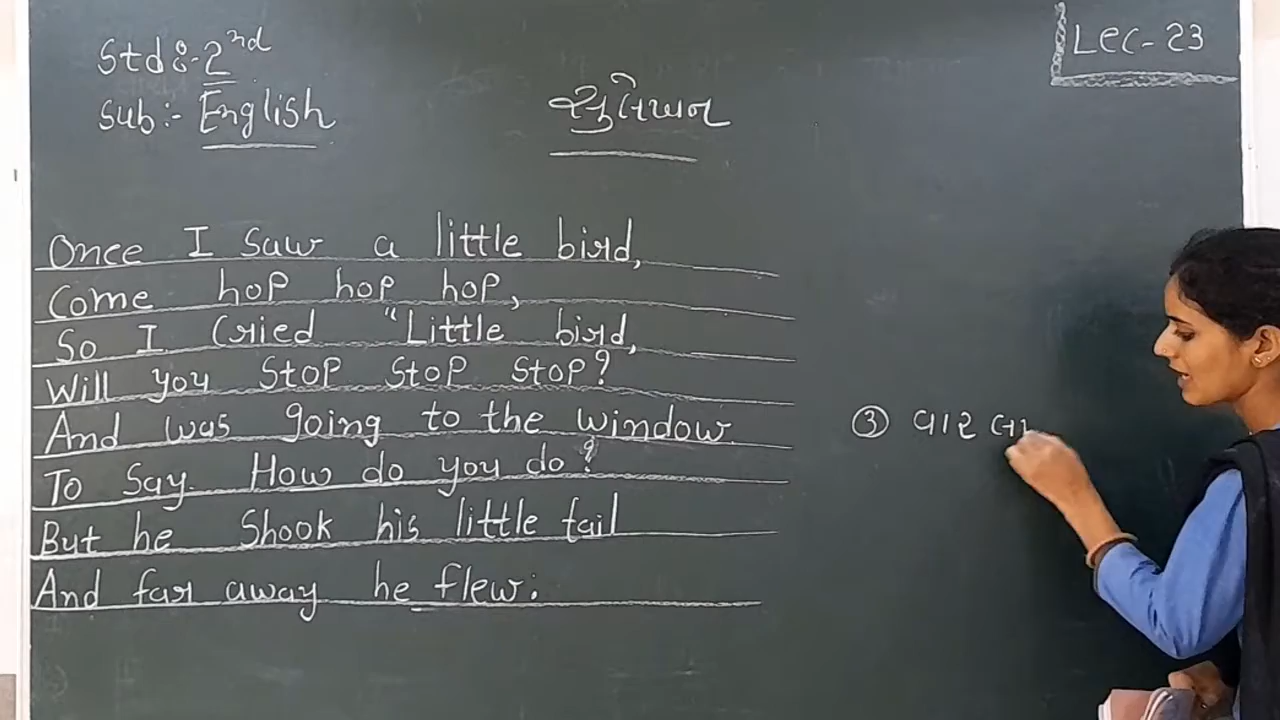 Std:- 2nd
Sub:- English
Lec-23
સુલેખન
Once I Saw a little bird,
Come hop hop hop,
So I Cried "Little bird,
Will you Stop Stop Stop?
And was going to the window.
To Say. How do you do?
But he Shook his little tail
And far away he flew.
③ વાર